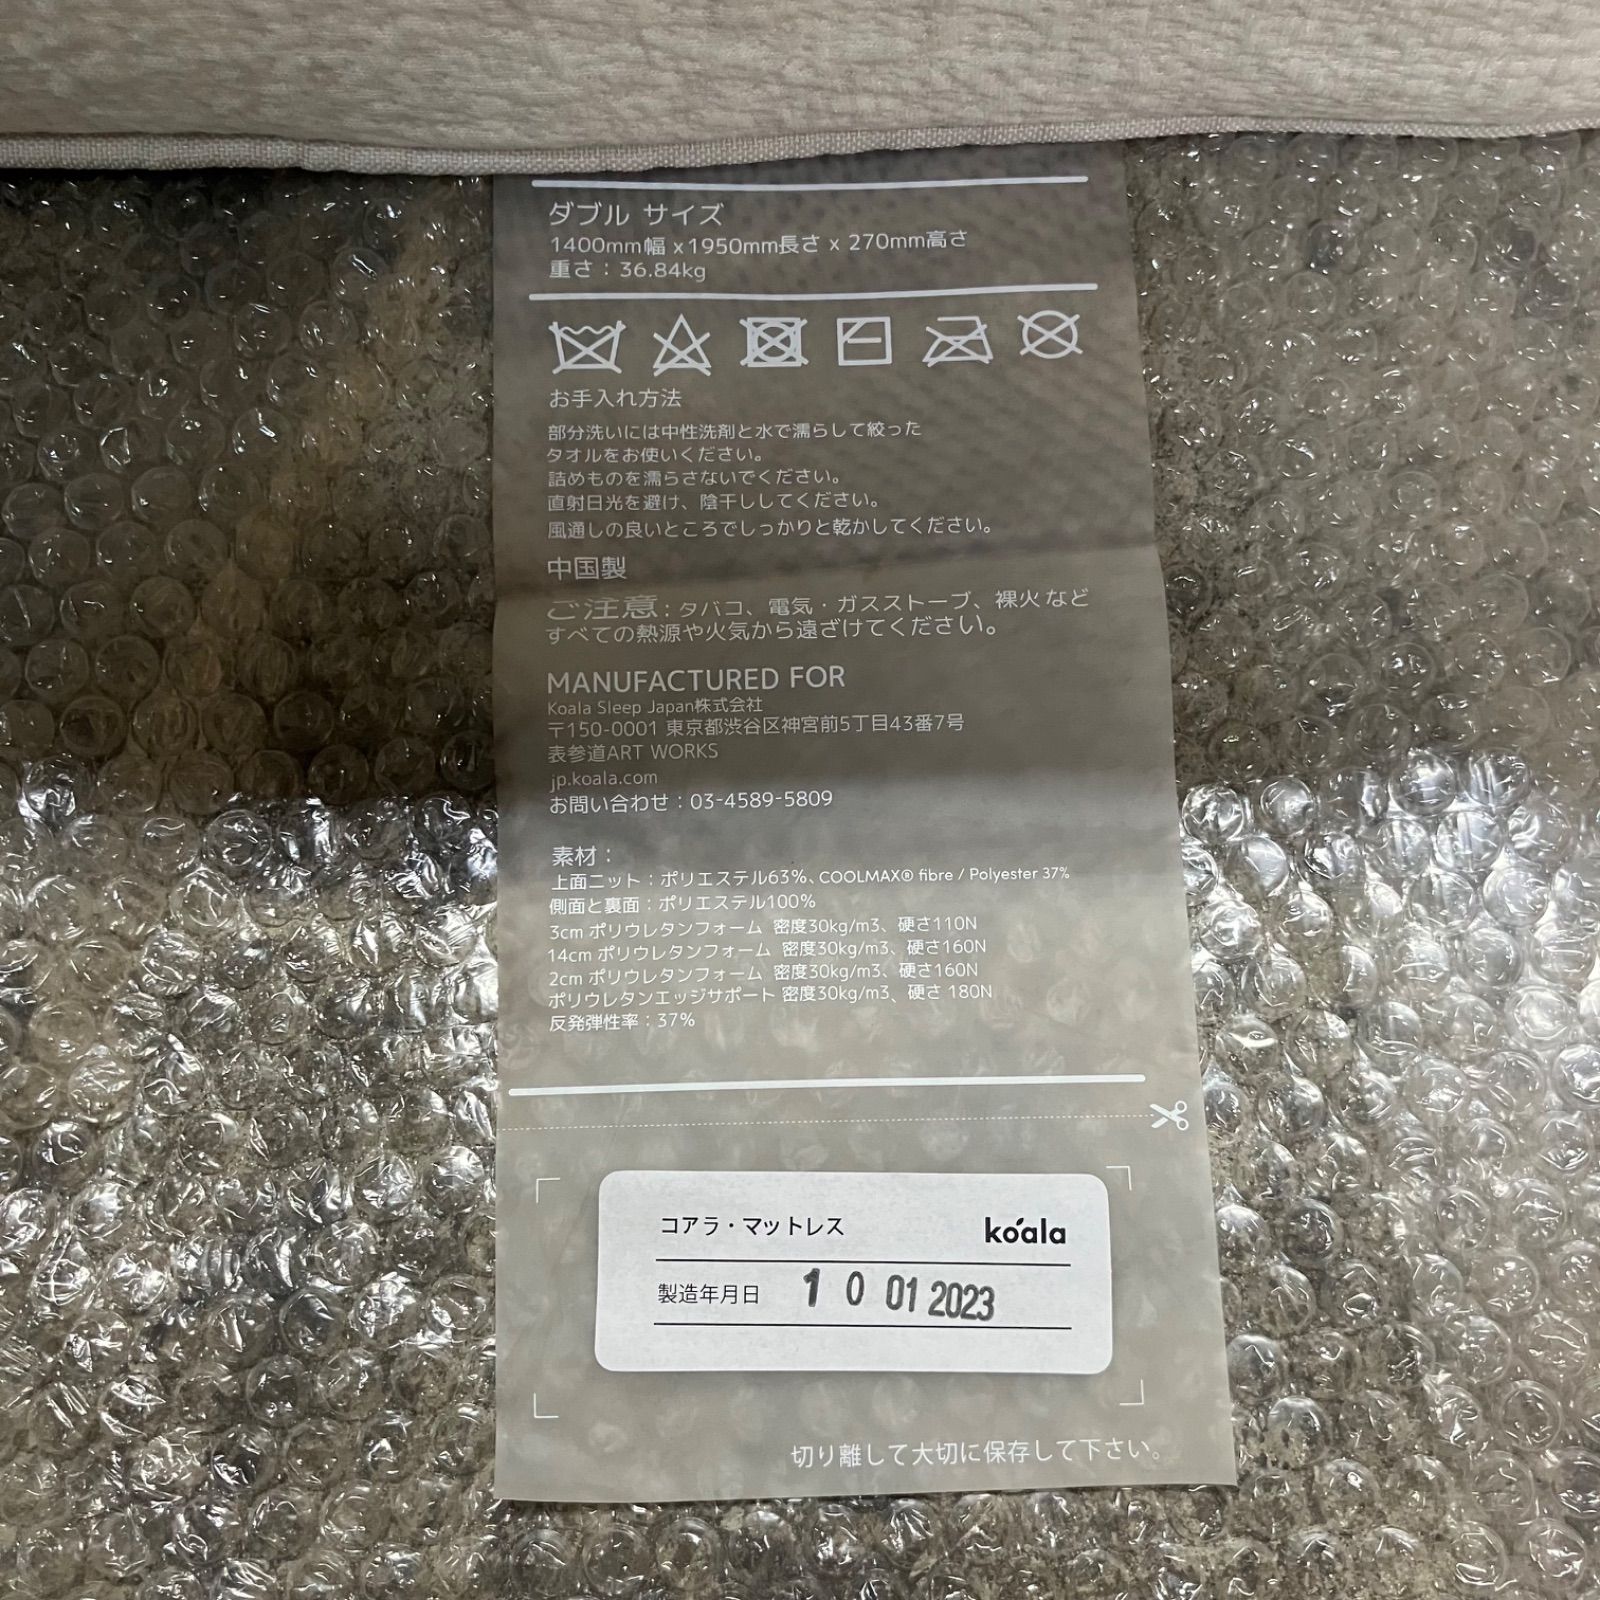 ダブル サイズ
1400mm幅 x 1950mm長さ x 270mm高さ
重さ：36.84kg
お手入れ方法
部分洗いには中性洗剤と水で濡らして絞った
タオルをお使いください。
詰めものを濡らさないでください。
直射日光を避け、陰干ししてください。
風通しの良いところでしっかりと乾かしてください。
中国製
ご注意：タバコ、電気・ガスストーブ、裸火など
すべての熱源や火気から遠ざけてください。
MANUFACTURED FOR
Koala Sleep Japan株式会社
〒150-0001 東京都渋谷区神宮前5丁目43番7号
表参道ART WORKS
jp.koala.com
お問い合わせ：03-4589-5809
素材：
上面ニット：ポリエステル63%、COOLMAX® fibre / Polyester 37%
側面と裏面：ポリエステル100%
3cm ポリウレタンフォーム 密度30kg/m3、硬さ110N
14cm ポリウレタンフォーム 密度30kg/m3、硬さ160N
2cm ポリウレタンフォーム 密度30kg/m3、硬さ160N
ポリウレタンエッジサポート 密度30kg/m3、硬さ 180N
反発弾性率：37%
コアラ・マットレス koala
製造年月日 10 01 2023
切り離して大切に保存して下さい。